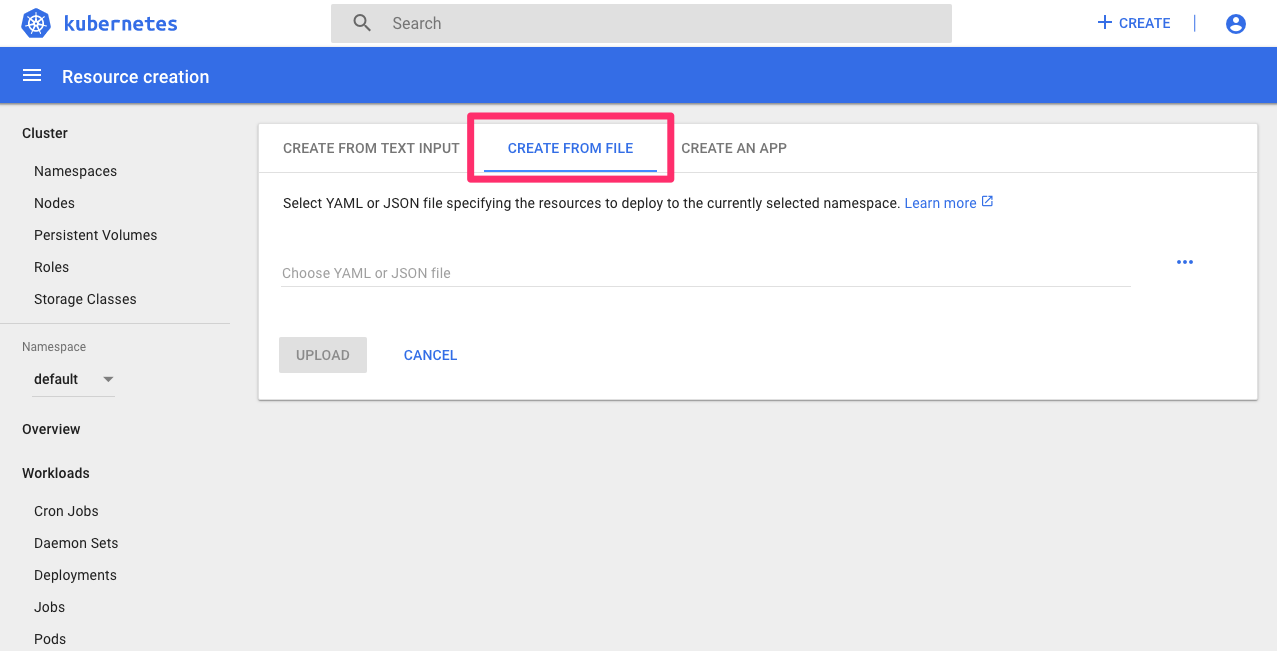 kubernetes
Search
CREATE
Resource creation
Cluster
Namespaces
Nodes
Persistent Volumes
Roles
Storage Classes
Namespace
default
Overview
Workloads
Cron Jobs
Daemon Sets
Deployments
Jobs
Pods
CREATE FROM TEXT INPUT
CREATE FROM FILE
CREATE AN APP
Select YAML or JSON file specifying the resources to deploy to the currently selected namespace. Learn more
Choose YAML or JSON file
UPLOAD
CANCEL